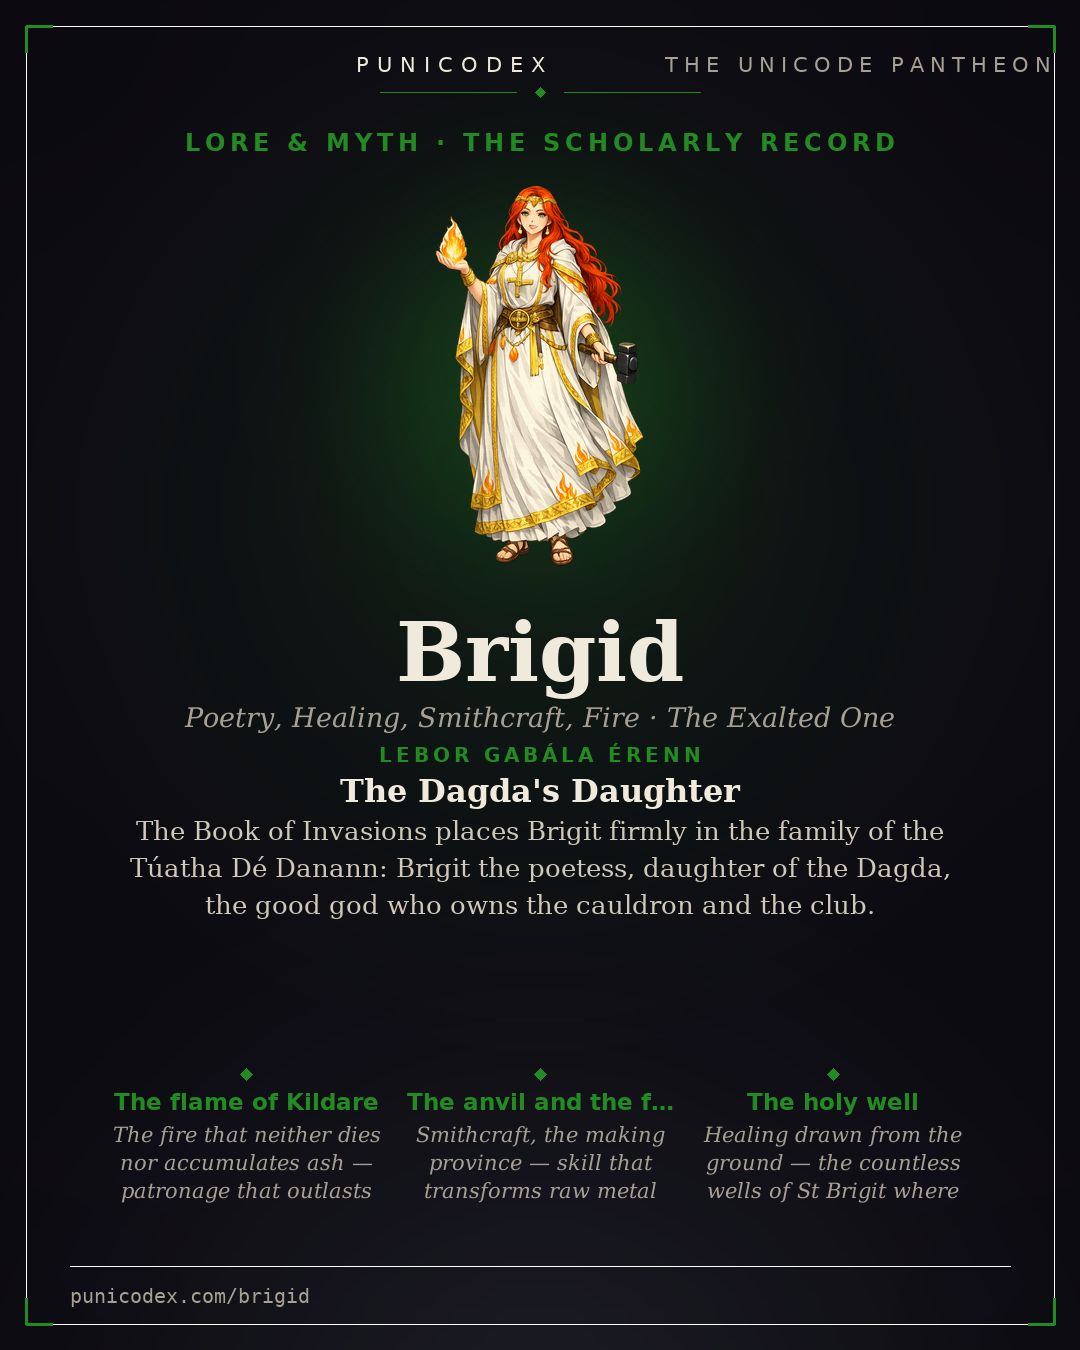 PUNICODEX
THE UNICODE PANTHEON
LORE & MYTH · THE SCHOLARLY RECORD
Brigid
Poetry, Healing, Smithcraft, Fire · The Exalted One
LEBOR GABÁLA ÉRENN
The Dagda's Daughter
The Book of Invasions places Brigit firmly in the family of the
Túatha Dé Danann: Brigit the poetess, daughter of the Dagda,
the good god who owns the cauldron and the club.
The flame of Kildare
The fire that neither dies
nor accumulates ash —
patronage that outlasts
The anvil and the f...
Smithcraft, the making
province — skill that
transforms raw metal
The holy well
Healing drawn from the
ground — the countless
wells of St Brigit where
punicodex.com/brigid